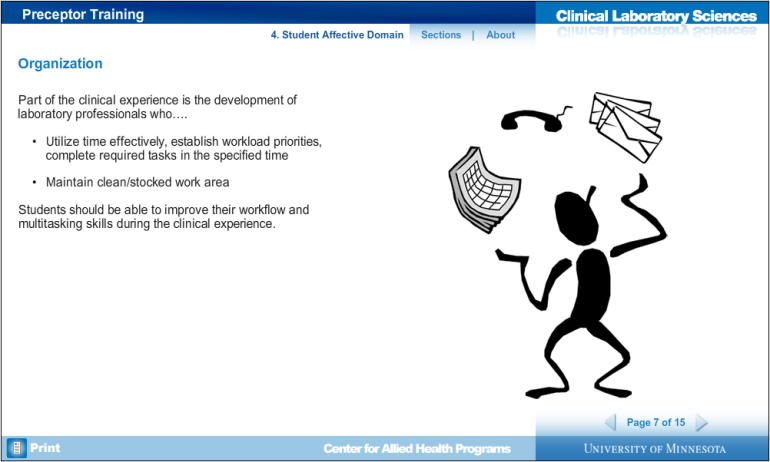 Preceptor Training
Clinical Laboratory Sciences
4. Student Affective Domain Sections | About
Organization
Part of the clinical experience is the development of
laboratory professionals who….
• Utilize time effectively, establish workload priorities,
complete required tasks in the specified time
• Maintain clean/stocked work area
Students should be able to improve their workflow and
multitasking skills during the clinical experience.
Page 7 of 15
Print
Center for Allied Health Programs
UNIVERSITY OF MINNESOTA